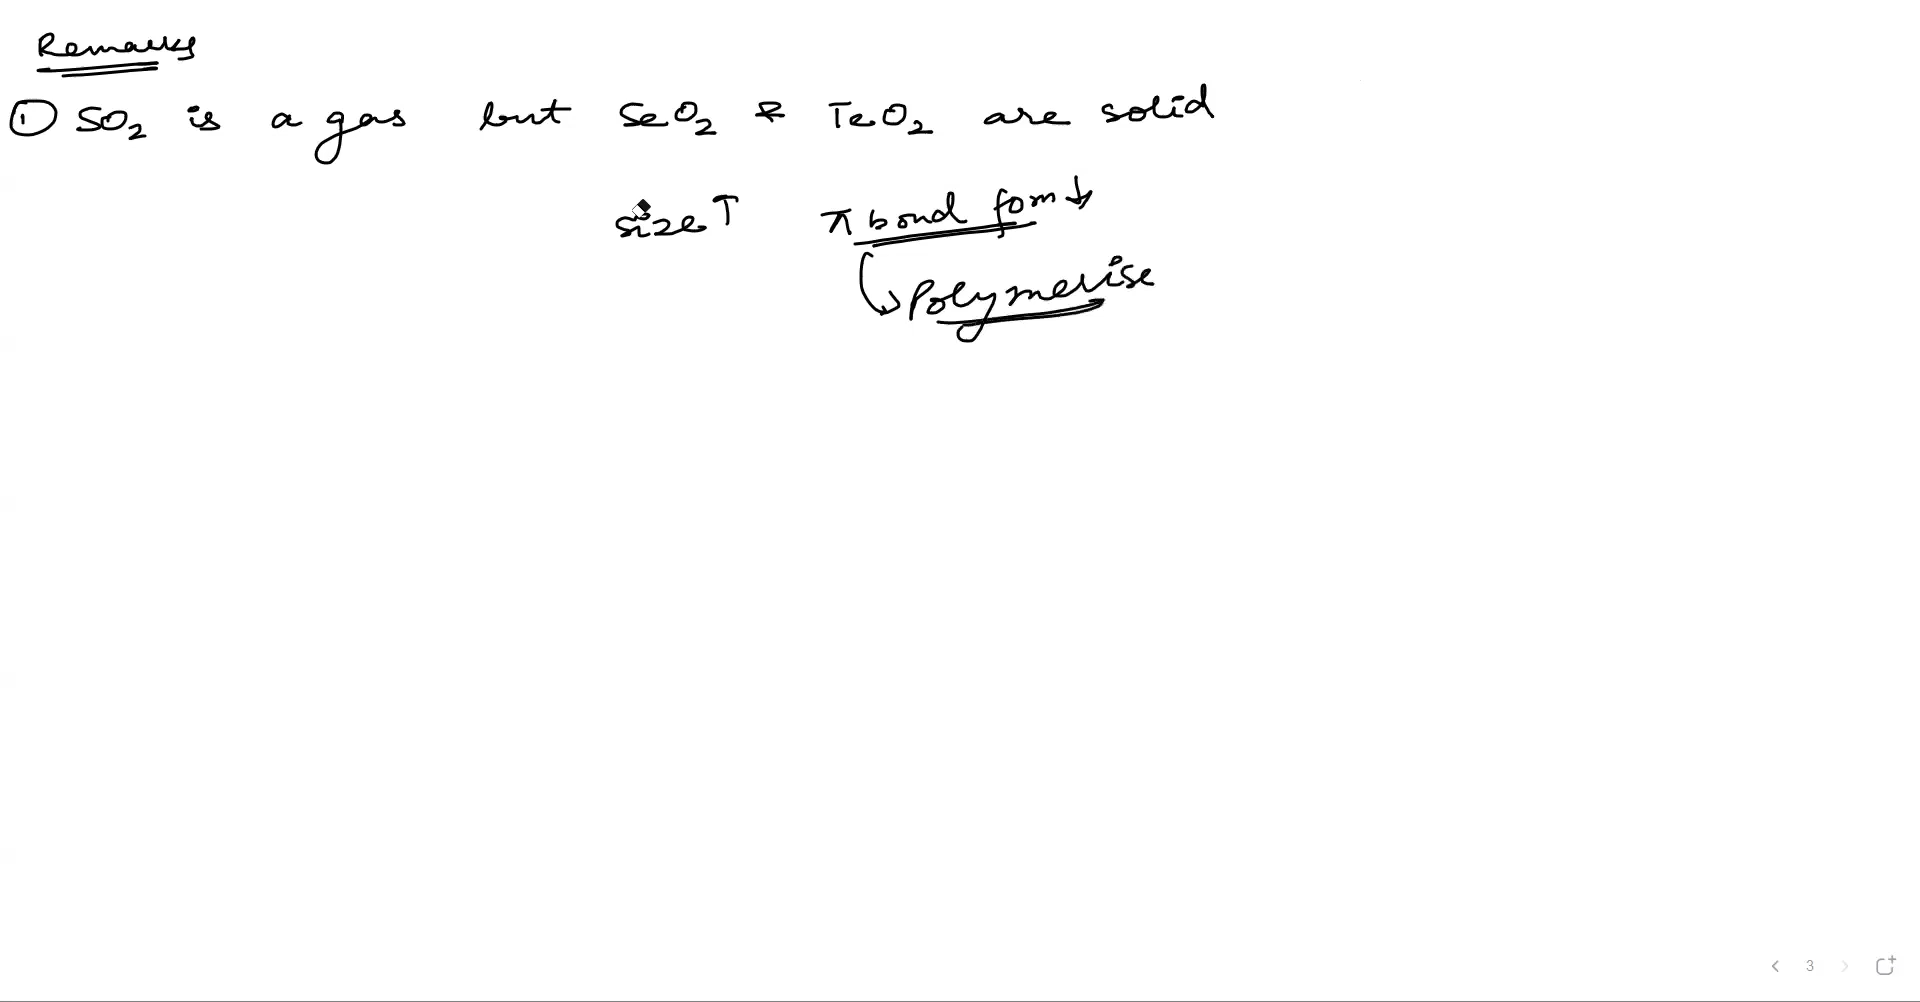 Remarks
① SO₂ is a gas but SeO₂ & TeO₂ are solid
size↑ π bond form↓
↳ Polymerise
3